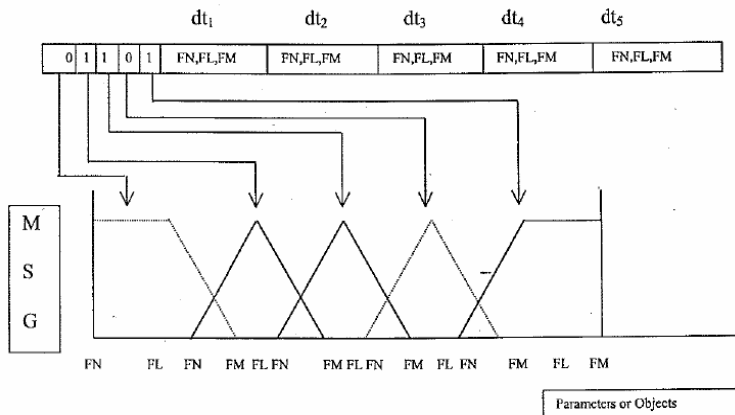 dt1 dt2 dt3 dt4 dt5
0 1 1 0 1 FN,FL,FM FN,FL,FM FN,FL,FM FN,FL,FM FN,FL,FM
M
S
G
FN FL FN FM FL FN FM FL FN FM FL FN FM FL FM
Parameters or Objects